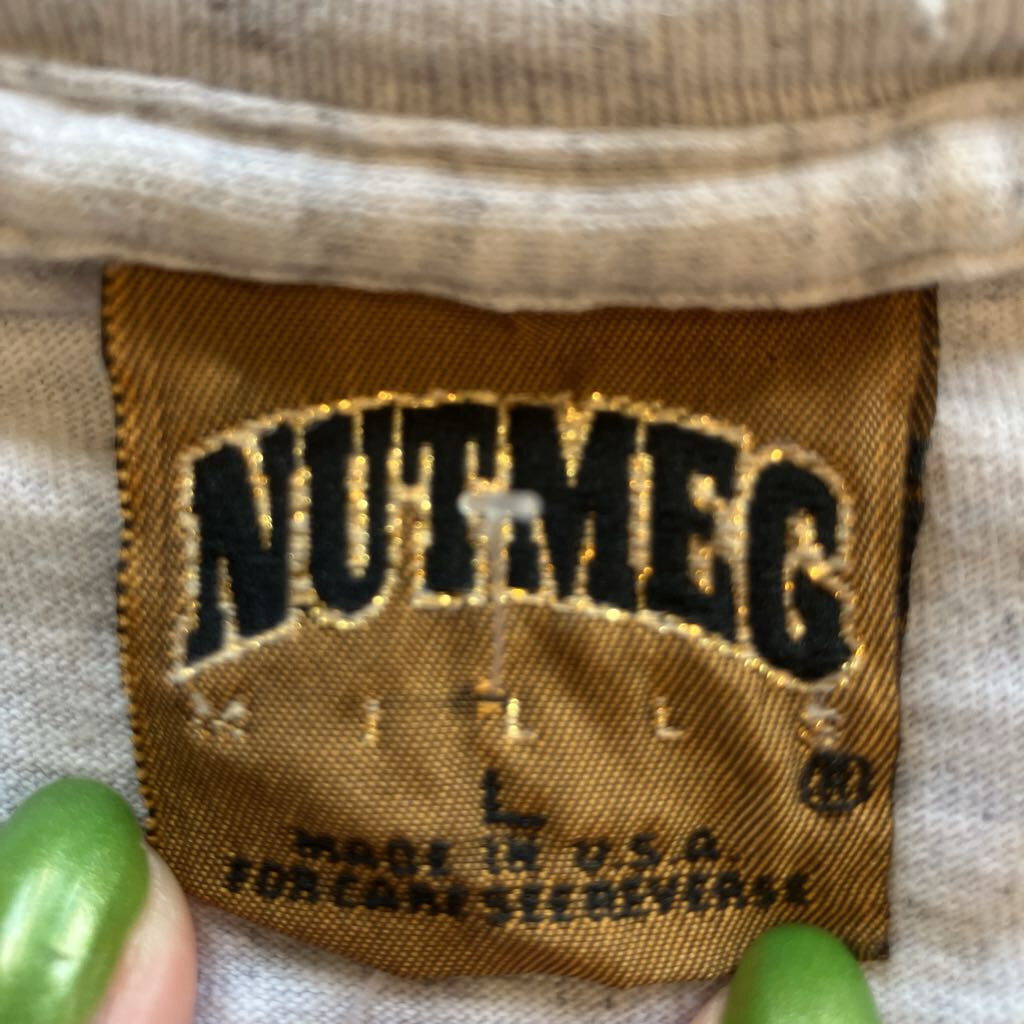 NUTMEG
MILLS
®
L
MADE IN U.S.A.
FOR CARE SEE REVERSE